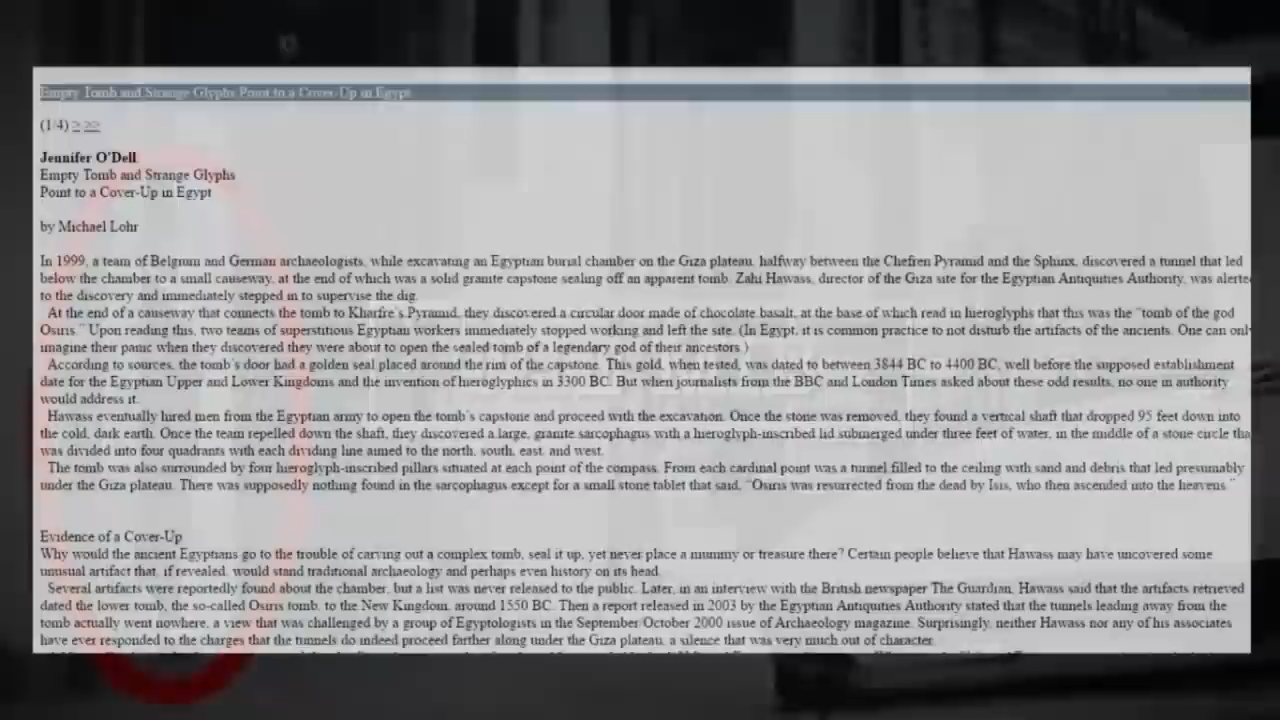 Empty Tomb and Strange Glyphs Point to a Cover-Up in Egypt
(1/4) > >>
Jennifer O'Dell
Empty Tomb and Strange Glyphs
Point to a Cover-Up in Egypt
by Michael Lohr
In 1999, a team of Belgium and German archaeologists, while excavating an Egyptian burial chamber on the Giza plateau, halfway between the Chefren Pyramid and the Sphinx, discovered a tunnel that led
below the chamber to a small causeway, at the end of which was a solid granite capstone sealing off an apparent tomb. Zahi Hawass, director of the Giza site for the Egyptian Antiquities Authority, was alerte
to the discovery and immediately stepped in to supervise the dig.
At the end of a causeway that connects the tomb to Kharfre's Pyramid, they discovered a circular door made of chocolate basalt, at the base of which read in hieroglyphs that this was the "tomb of the god
Osiris." Upon reading this, two teams of superstitious Egyptian workers immediately stopped working and left the site. (In Egypt, it is common practice to not disturb the artifacts of the ancients. One can onl
imagine their panic when they discovered they were about to open the sealed tomb of a legendary god of their ancestors.)
According to sources, the tomb's door had a golden seal placed around the rim of the capstone. This gold, when tested, was dated to between 3844 BC to 4400 BC, well before the supposed establishment
date for the Egyptian Upper and Lower Kingdoms and the invention of hieroglyphics in 3300 BC. But when journalists from the BBC and London Times asked about these odd results, no one in authority
would address it.
Hawass eventually hired men from the Egyptian army to open the tomb's capstone and proceed with the excavation. Once the stone was removed, they found a vertical shaft that dropped 95 feet down into
the cold, dark earth. Once the team repelled down the shaft, they discovered a large, granite sarcophagus with a hieroglyph-inscribed lid submerged under three feet of water, in the middle of a stone circle tha
was divided into four quadrants with each dividing line aimed to the north, south, east, and west.
The tomb was also surrounded by four hieroglyph-inscribed pillars situated at each point of the compass. From each cardinal point was a tunnel filled to the ceiling with sand and debris that led presumably
under the Giza plateau. There was supposedly nothing found in the sarcophagus except for a small stone tablet that said, "Osiris was resurrected from the dead by Isis, who then ascended into the heavens."
Evidence of a Cover-Up
Why would the ancient Egyptians go to the trouble of carving out a complex tomb, seal it up, yet never place a mummy or treasure there? Certain people believe that Hawass may have uncovered some
unusual artifact that, if revealed, would stand traditional archaeology and perhaps even history on its head.
Several artifacts were reportedly found about the chamber, but a list was never released to the public. Later, in an interview with the British newspaper The Guardian, Hawass said that the artifacts retrieved
dated the lower tomb, the so-called Osiris tomb, to the New Kingdom, around 1550 BC. Then a report released in 2003 by the Egyptian Antiquities Authority stated that the tunnels leading away from the
tomb actually went nowhere, a view that was challenged by a group of Egyptologists in the September/October 2000 issue of Archaeology magazine. Surprisingly, neither Hawass nor any of his associates
have ever responded to the charges that the tunnels do indeed proceed farther along under the Giza plateau, a silence that was very much out of character.